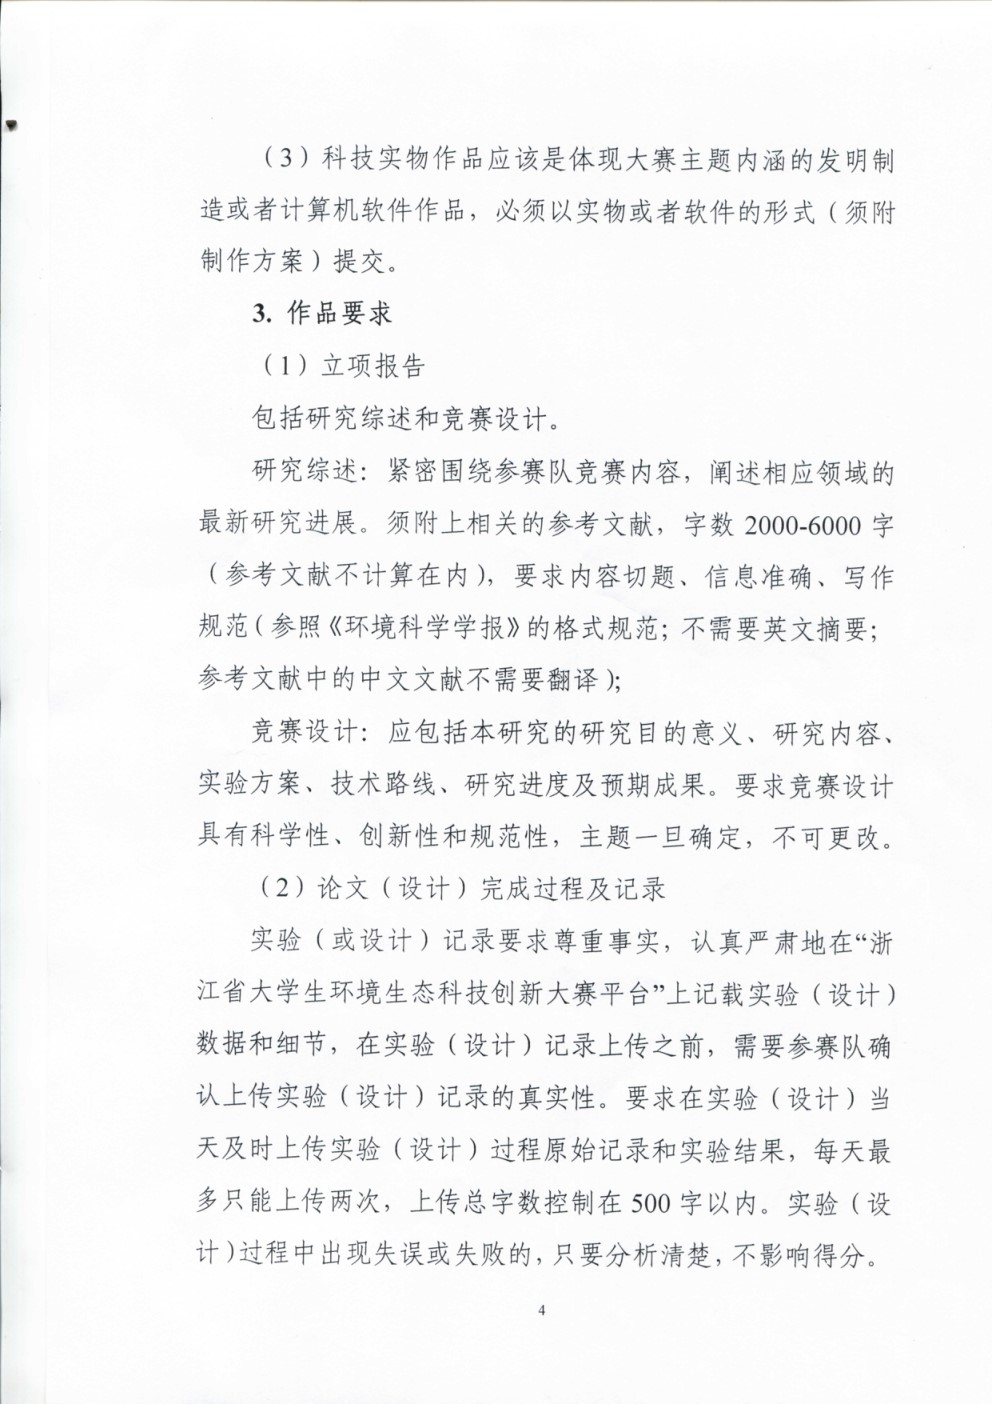 （3）科技实物作品应该是体现大赛主题内涵的发明制
造或者计算机软件作品，必须以实物或者软件的形式（须附
制作方案）提交。
3. 作品要求
（1）立项报告
包括研究综述和竞赛设计。
研究综述：紧密围绕参赛队竞赛内容，阐述相应领域的
最新研究进展。须附上相关的参考文献，字数 2000-6000 字
（参考文献不计算在内），要求内容切题、信息准确、写作
规范（参照《环境科学学报》的格式规范；不需要英文摘要；
参考文献中的中文文献不需要翻译）；
竞赛设计：应包括本研究的研究目的意义、研究内容、
实验方案、技术路线、研究进度及预期成果。要求竞赛设计
具有科学性、创新性和规范性，主题一旦确定，不可更改。
（2）论文（设计）完成过程及记录
实验（或设计）记录要求尊重事实，认真严肃地在“浙
江省大学生环境生态科技创新大赛平台”上记载实验（设计）
数据和细节，在实验（设计）记录上传之前，需要参赛队确
认上传实验（设计）记录的真实性。要求在实验（设计）当
天及时上传实验（设计）过程原始记录和实验结果，每天最
多只能上传两次，上传总字数控制在 500 字以内。实验（设
计）过程中出现失误或失败的，只要分析清楚，不影响得分。
4